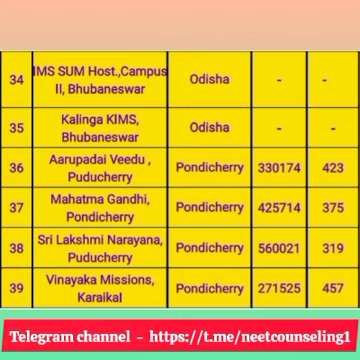 34 IMS SUM Host.,Campus II, Bhubaneswar Odisha - -
35 Kalinga KIMS, Bhubaneswar Odisha - -
36 Aarupadai Veedu , Puducherry Pondicherry 330174 423
37 Mahatma Gandhi, Pondicherry Pondicherry 425714 375
38 Sri Lakshmi Narayana, Puducherry Pondicherry 560021 319
39 Vinayaka Missions, Karaikal Pondicherry 271525 457
Telegram channel - https://t.me/neetcounseling1